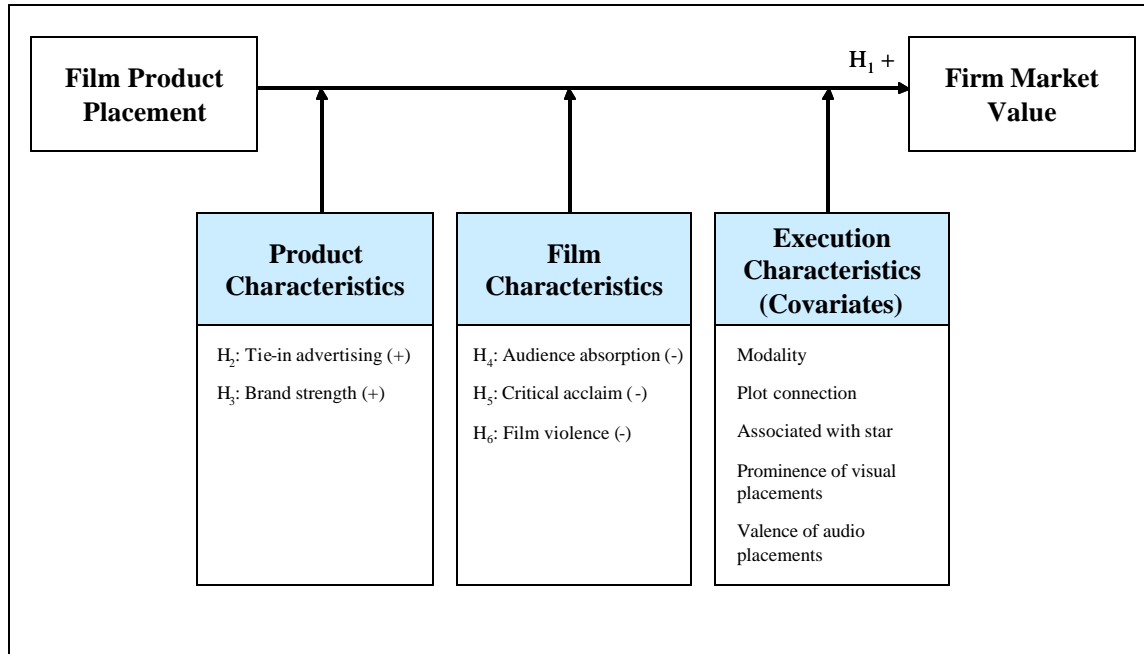 Film Product
Placement
H1 +
Firm Market
Value
Product
Characteristics
H2: Tie-in advertising (+)
H3: Brand strength (+)
Film
Characteristics
H4: Audience absorption (-)
H5: Critical acclaim (-)
H6: Film violence (-)
Execution
Characteristics
(Covariates)
Modality
Plot connection
Associated with star
Prominence of visual
placements
Valence of audio
placements